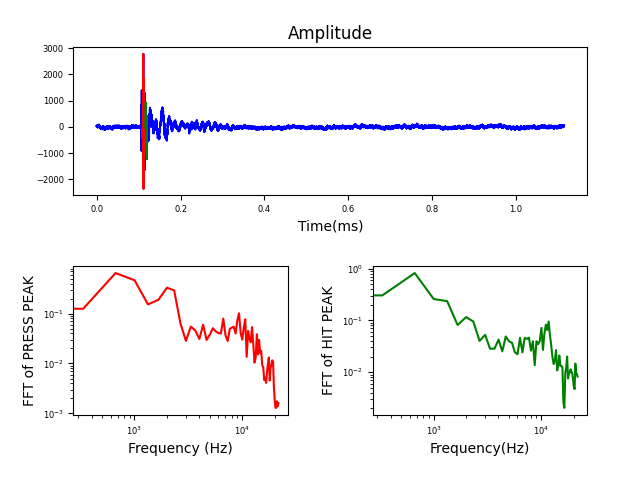 Amplitude
3000
2000
1000
0
−1000
−2000
0.0 0.2 0.4 0.6 0.8 1.0
Time(ms)
FFT of PRESS PEAK
10⁻¹
10⁻²
10⁻³
10³ 10⁴
Frequency (Hz)
FFT of HIT PEAK
10⁰
10⁻¹
10⁻²
10³ 10⁴
Frequency(Hz)